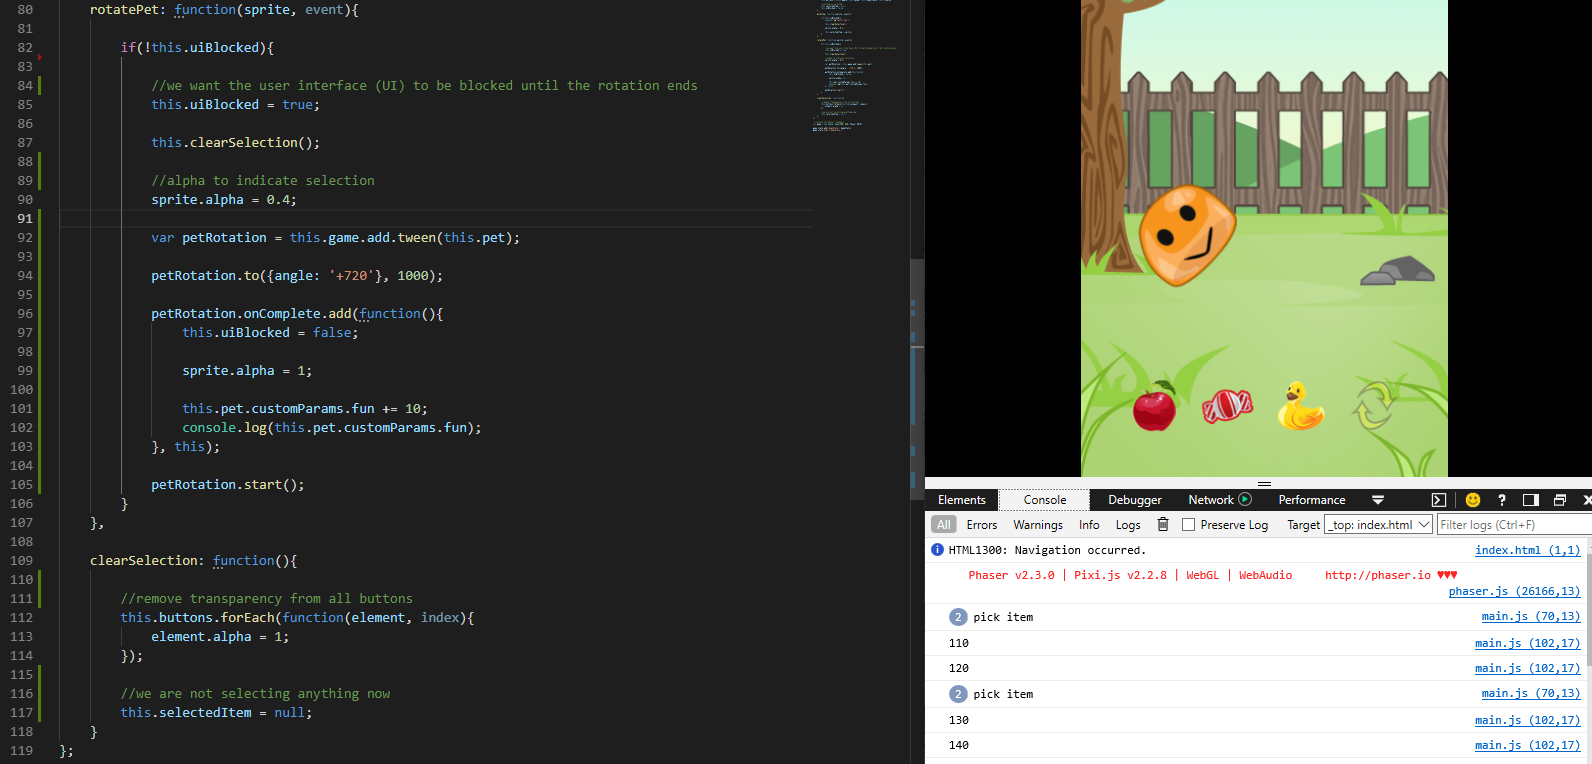 80 rotatePet: function(sprite, event){
81
82 if(!this.uiBlocked){
83
84 //we want the user interface (UI) to be blocked until the rotation ends
85 this.uiBlocked = true;
86
87 this.clearSelection();
88
89 //alpha to indicate selection
90 sprite.alpha = 0.4;
91
92 var petRotation = this.game.add.tween(this.pet);
93
94 petRotation.to({angle: '+720'}, 1000);
95
96 petRotation.onComplete.add(function(){
97 this.uiBlocked = false;
98
99 sprite.alpha = 1;
100
101 this.pet.customParams.fun += 10;
102 console.log(this.pet.customParams.fun);
103 }, this);
104
105 petRotation.start();
106 }
107 },
108
109 clearSelection: function(){
110
111 //remove transparency from all buttons
112 this.buttons.forEach(function(element, index){
113 element.alpha = 1;
114 });
115
116 //we are not selecting anything now
117 this.selectedItem = null;
118 }
119 };
Elements Console Debugger Network Performance
All Errors Warnings Info Logs Preserve Log Target _top: index.html Filter logs (Ctrl+F)
HTML1300: Navigation occurred. index.html (1,1)
Phaser v2.3.0 | Pixi.js v2.2.8 | WebGL | WebAudio http://phaser.io ♥♥♥
phaser.js (26166,13)
2 pick item main.js (70,13)
110 main.js (102,17)
120 main.js (102,17)
2 pick item main.js (70,13)
130 main.js (102,17)
140 main.js (102,17)